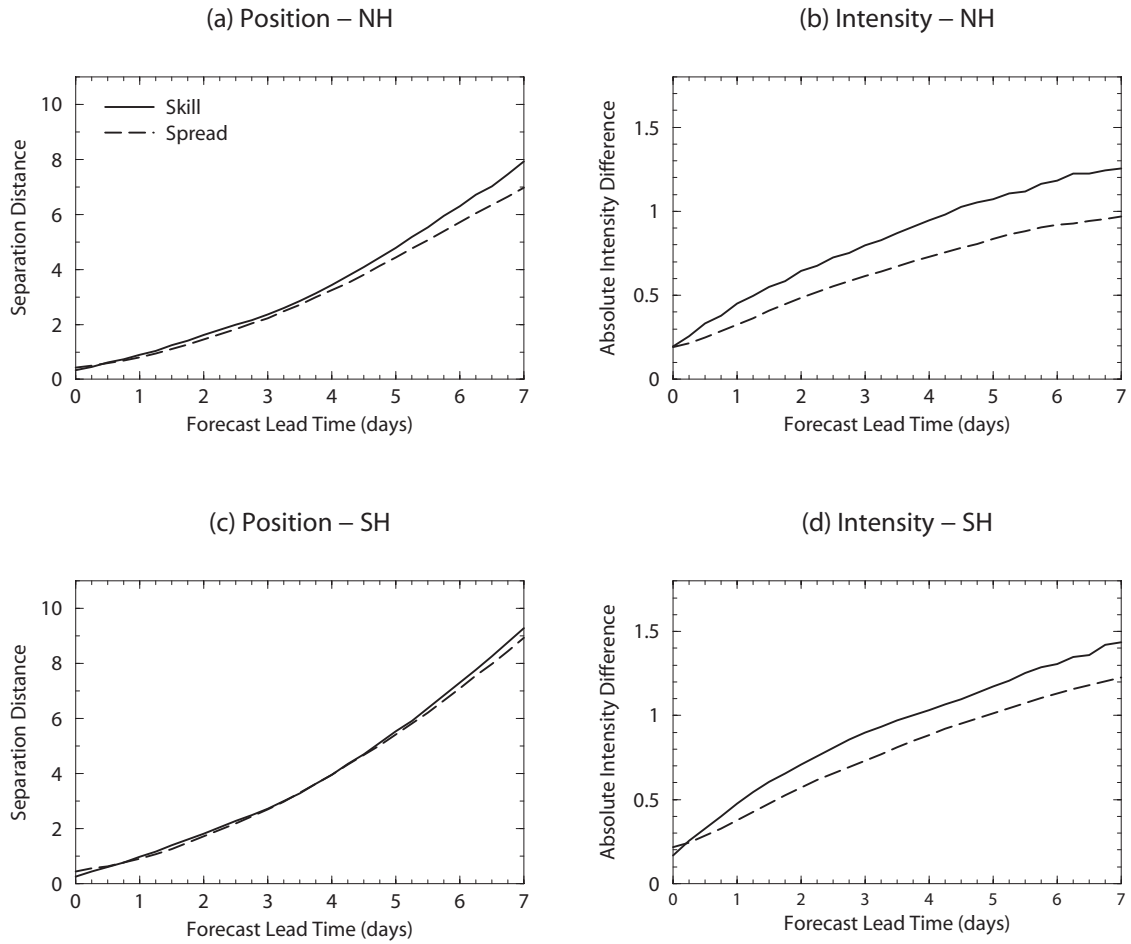 (a) Position – NH
10
8
6
4
2
0
Separation Distance
Skill
Spread
0 1 2 3 4 5 6 7
Forecast Lead Time (days)
(b) Intensity – NH
1.5
1
0.5
0
Absolute Intensity Difference
0 1 2 3 4 5 6 7
Forecast Lead Time (days)
(c) Position – SH
10
8
6
4
2
0
Separation Distance
0 1 2 3 4 5 6 7
Forecast Lead Time (days)
(d) Intensity – SH
1.5
1
0.5
0
Absolute Intensity Difference
0 1 2 3 4 5 6 7
Forecast Lead Time (days)